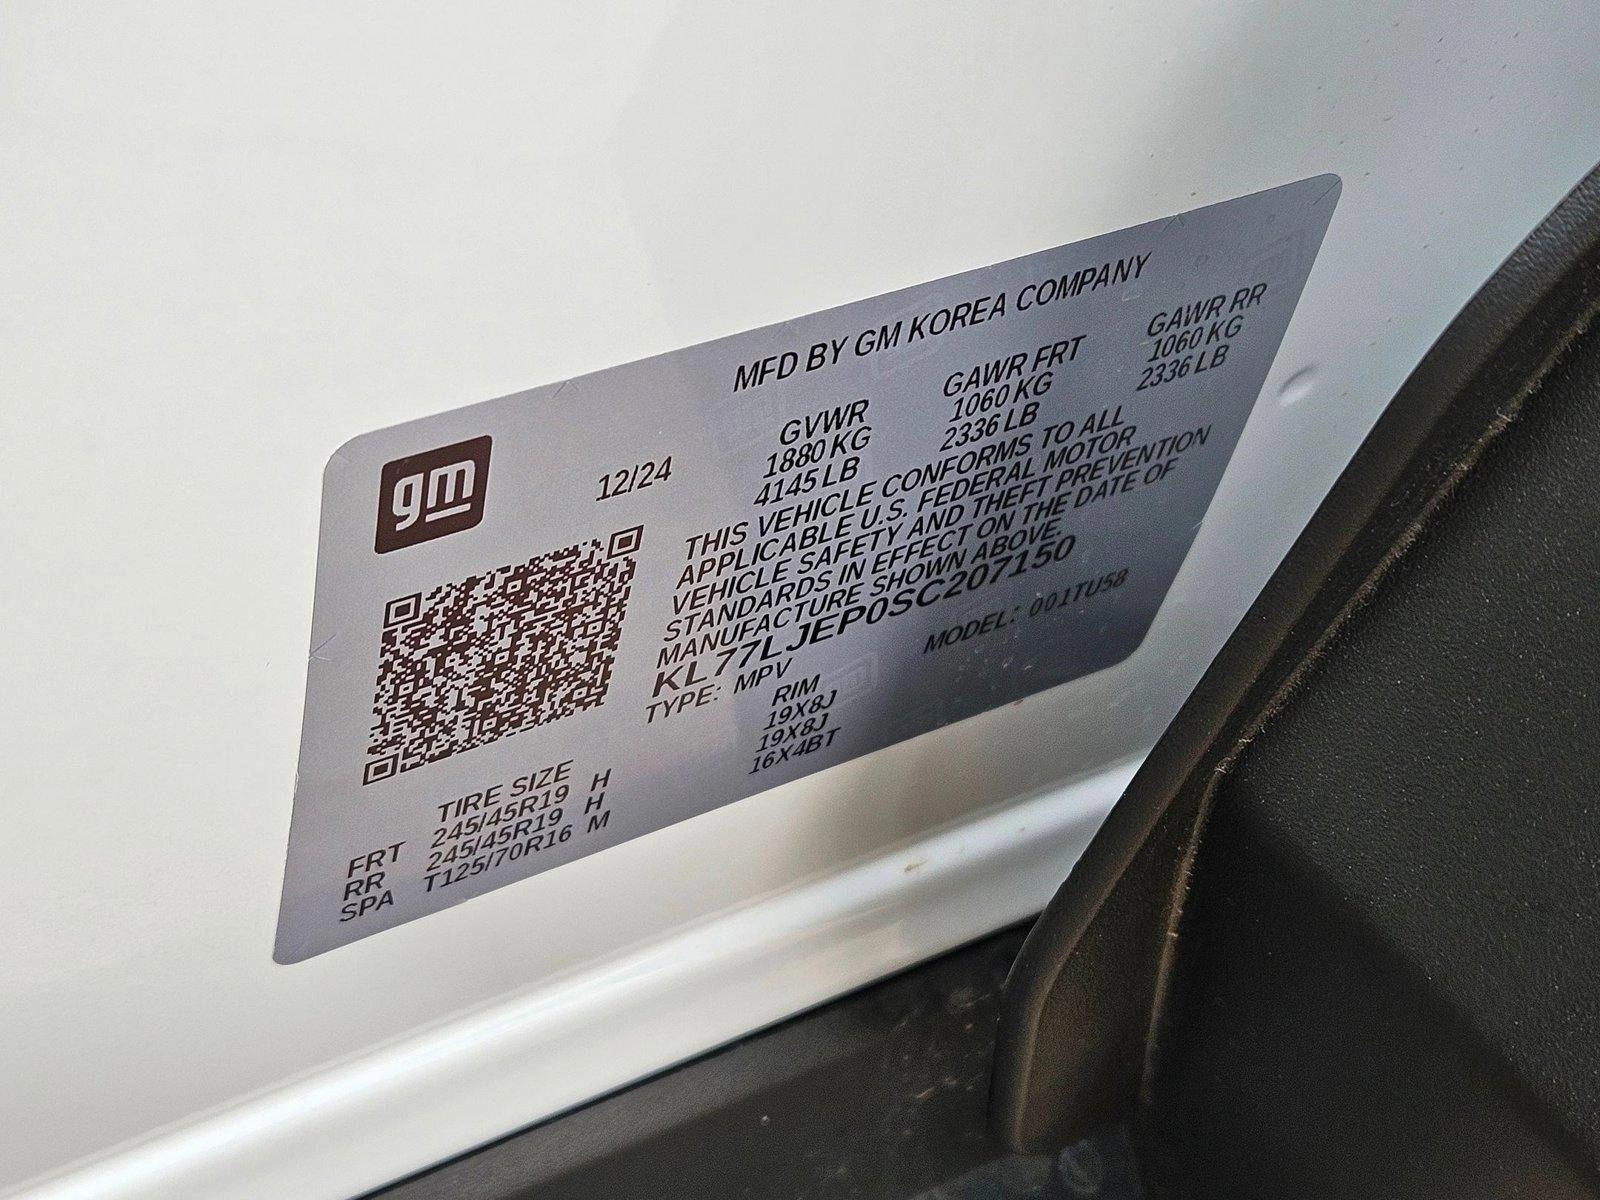 MFD BY GM KOREA COMPANY
gm
12/24
GVWR GAWR FRT GAWR RR
1880 KG 1060 KG 1060 KG
4145 LB 2336 LB 2336 LB
THIS VEHICLE CONFORMS TO ALL
APPLICABLE U.S. FEDERAL MOTOR
VEHICLE SAFETY AND THEFT PREVENTION
STANDARDS IN EFFECT ON THE DATE OF
MANUFACTURE SHOWN ABOVE.
KL77LJEP0SC207150
TYPE: MPV MODEL: 001TU58
TIRE SIZE RIM
FRT 245/45R19 H 19X8J
RR 245/45R19 H 19X8J
SPA T125/70R16 M 16X4BT